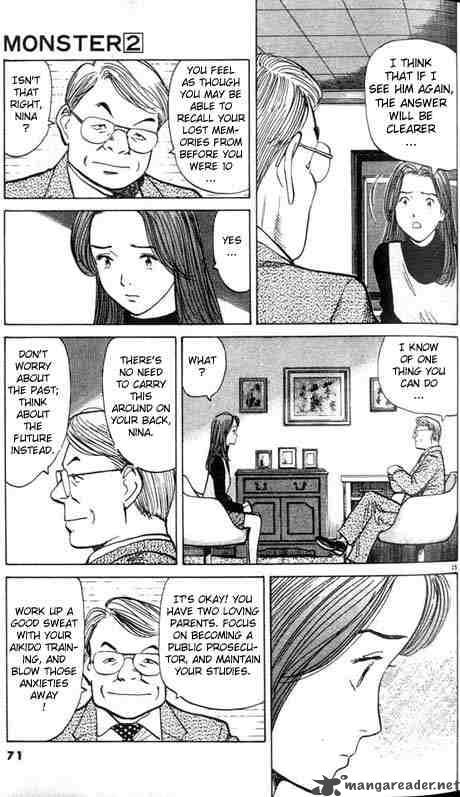 MONSTER 2
I THINK
THAT IF I
SEE HIM AGAIN,
THE ANSWER
WILL BE
CLEARER
...
YOU FEEL
AS THOUGH
YOU MAY BE
ABLE TO
RECALL YOUR
LOST MEM-
ORIES FROM
BEFORE YOU
WERE 10
...
ISN'T
THAT
RIGHT,
NINA
?
YES
...
I KNOW
OF ONE
THING YOU
CAN DO
...
WHAT
?
THERE'S
NO NEED
TO CARRY
THIS
AROUND ON
YOUR BACK,
NINA.
DON'T
WORRY
ABOUT
THE PAST;
THINK
ABOUT
THE FUTURE
INSTEAD.
15
IT'S OKAY! YOU
HAVE TWO LOVING
PARENTS. FOCUS
ON BECOMING A
PUBLIC PROSECU-
TOR, AND MAINTAIN
YOUR STUDIES.
WORK UP A
GOOD SWEAT
WITH YOUR
AIKIDO TRAIN-
ING, AND
BLOW THOSE
ANXIETIES
AWAY
!
71
mangareader.net